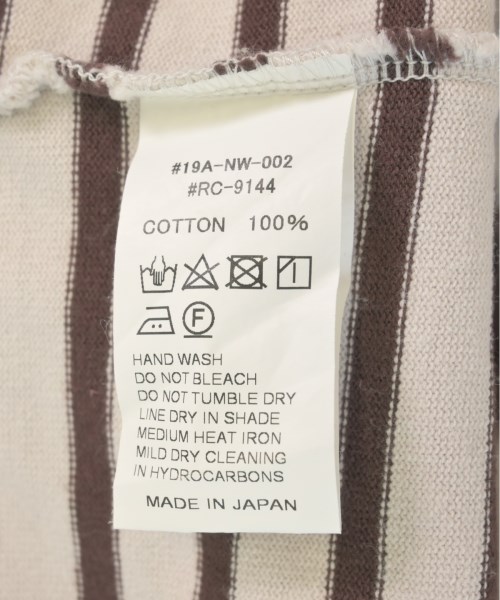 #19A-NW-002
#RC-9144
COTTON 100%
F
HAND WASH
DO NOT BLEACH
DO NOT TUMBLE DRY
LINE DRY IN SHADE
MEDIUM HEAT IRON
MILD DRY CLEANING
IN HYDROCARBONS
MADE IN JAPAN